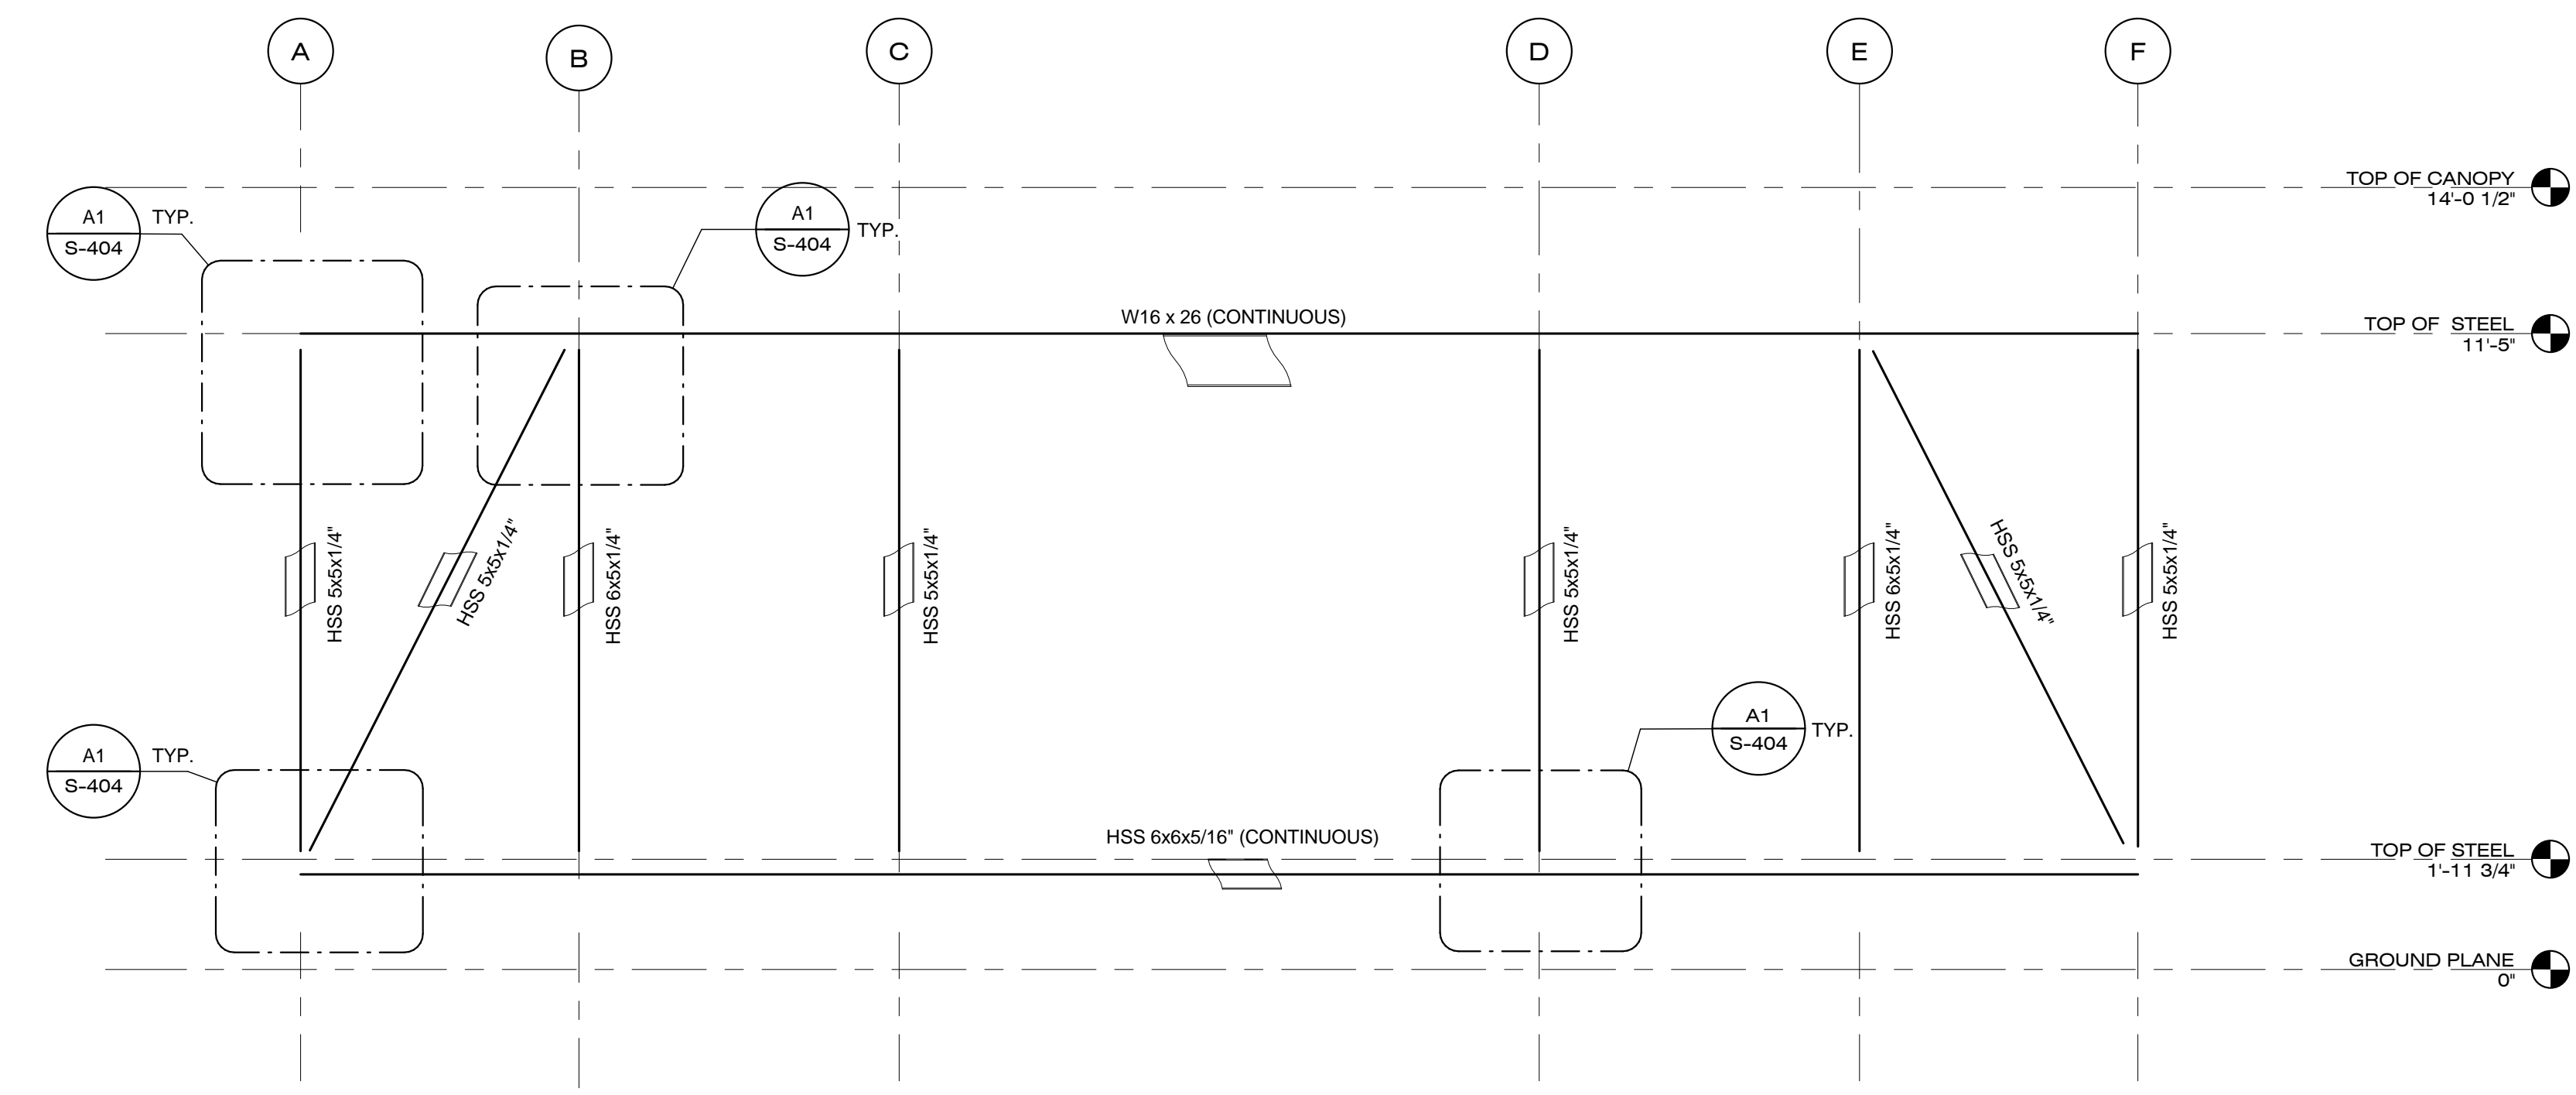 A
B
C
D
E
F
TOP OF CANOPY
14'-0 1/2"
A1
TYP.
S-404
A1
TYP.
S-404
W16 x 26 (CONTINUOUS)
TOP OF STEEL
11'-5"
HSS 5x5x1/4"
HSS 5x5x1/4"
HSS 6x5x1/4"
HSS 5x5x1/4"
HSS 5x5x1/4"
HSS 6x5x1/4"
HSS 5x5x1/4"
HSS 5x5x1/4"
A1
TYP.
S-404
A1
TYP.
S-404
HSS 6x6x5/16" (CONTINUOUS)
TOP OF STEEL
1'-11 3/4"
GROUND PLANE
0"